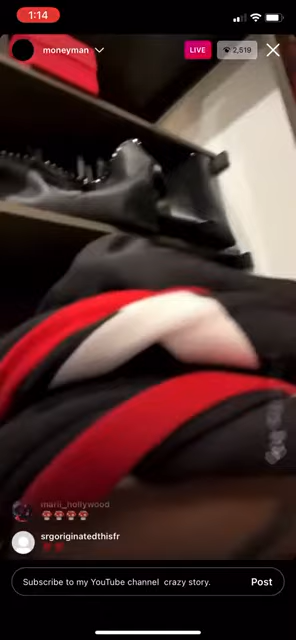 1:14
moneyman
LIVE
2,519
marii_hollywood
srgoriginatedthisfr
Subscribe to my YouTube channel  crazy story.
Post